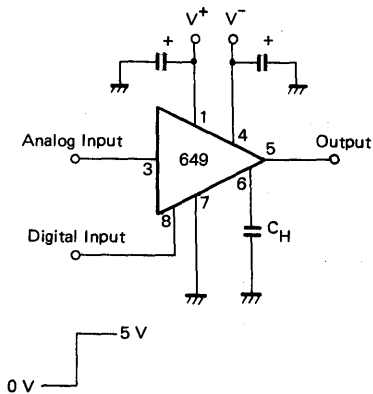 V+ V−
+ +
1
4
Analog Input 649 5 Output
3
6
8 7
Digital Input CH
5 V
0 V